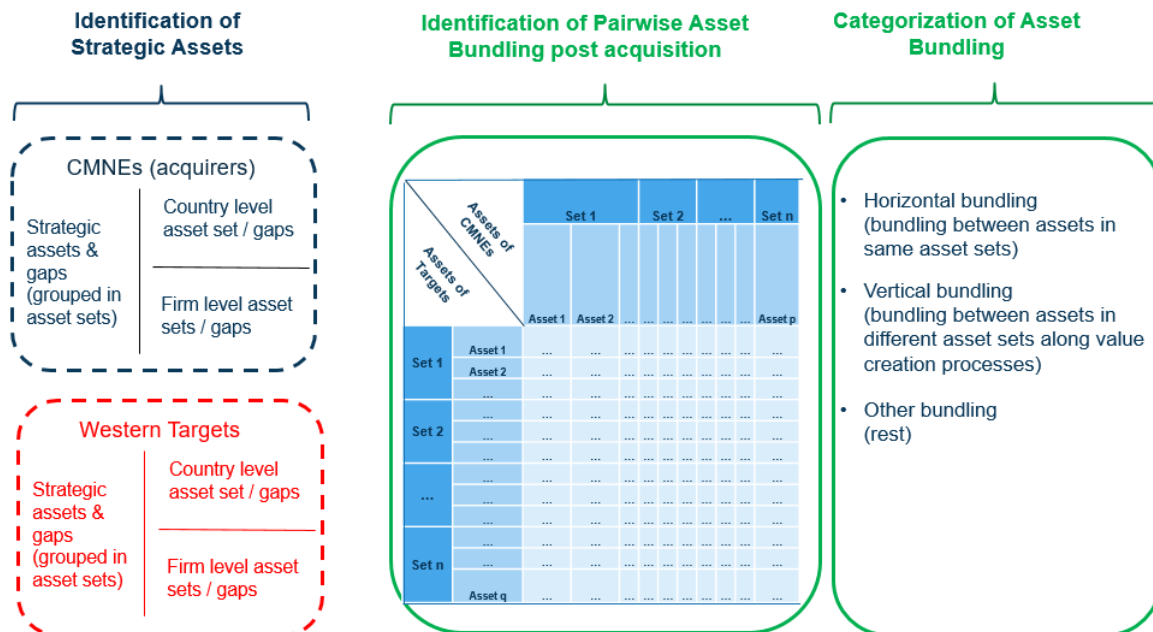 Identification of
Strategic Assets
Identification of Pairwise Asset
Bundling post acquisition
Categorization of Asset
Bundling
CMNEs (acquirers)
Strategic
assets &
gaps
(grouped in
asset sets)
Country level
asset set / gaps
Firm level asset
sets / gaps
Western Targets
Strategic
assets &
gaps
(grouped in
asset sets)
Country level
asset set / gaps
Firm level asset
sets / gaps
Assets of
CMNEs
Assets of
Targets
Set 1 Set 2 ... Set n
Asset 1 Asset 2 ... ... ... ... ... ... Asset p
Set 1
Asset 1 ... ... ... ... ... ... ... ... ...
Asset 2 ... ... ... ... ... ... ... ... ...
... ... ... ... ... ... ... ... ... ...
Set 2
... ... ... ... ... ... ... ... ... ...
... ... ... ... ... ... ... ... ... ...
... ... ... ... ... ... ... ... ... ...
...
... ... ... ... ... ... ... ... ... ...
... ... ... ... ... ... ... ... ... ...
... ... ... ... ... ... ... ... ... ...
Set n
... ... ... ... ... ... ... ... ... ...
... ... ... ... ... ... ... ... ... ...
Asset q ... ... ... ... ... ... ... ... ...
• Horizontal bundling
(bundling between assets in
same asset sets)
• Vertical bundling
(bundling between assets in
different asset sets along value
creation processes)
• Other bundling
(rest)